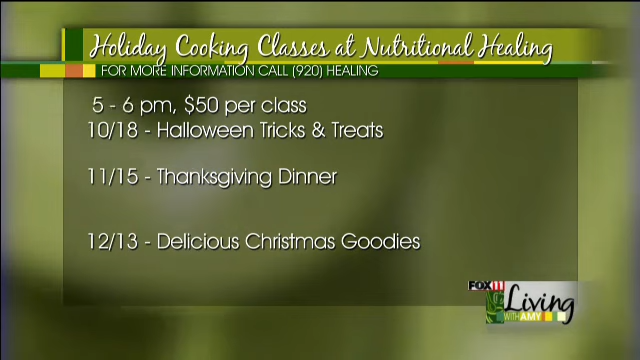 Holiday Cooking Classes at Nutritional Healing
FOR MORE INFORMATION CALL (920) HEALING
5 - 6 pm, $50 per class
10/18 - Halloween Tricks & Treats
11/15 - Thanksgiving Dinner
12/13 - Delicious Christmas Goodies
FOX 11
Living
WITH AMY